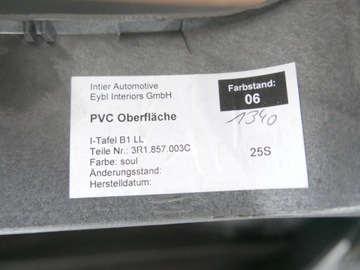 Intier Automotive
Eybl Interiors GmbH
Farbstand:
06
PVC Oberfläche
1340
I-Tafel B1 LL
Teile Nr.: 3R1.857.003C
Farbe: soul
25S
Änderungsstand:
Herstelldatum: